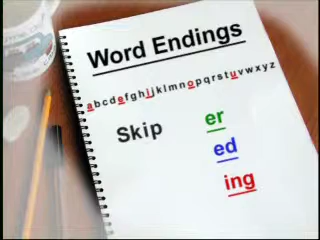 Word Endings
abcdefghijklmnopqrstuvwxyz
Skip er
ed
ing